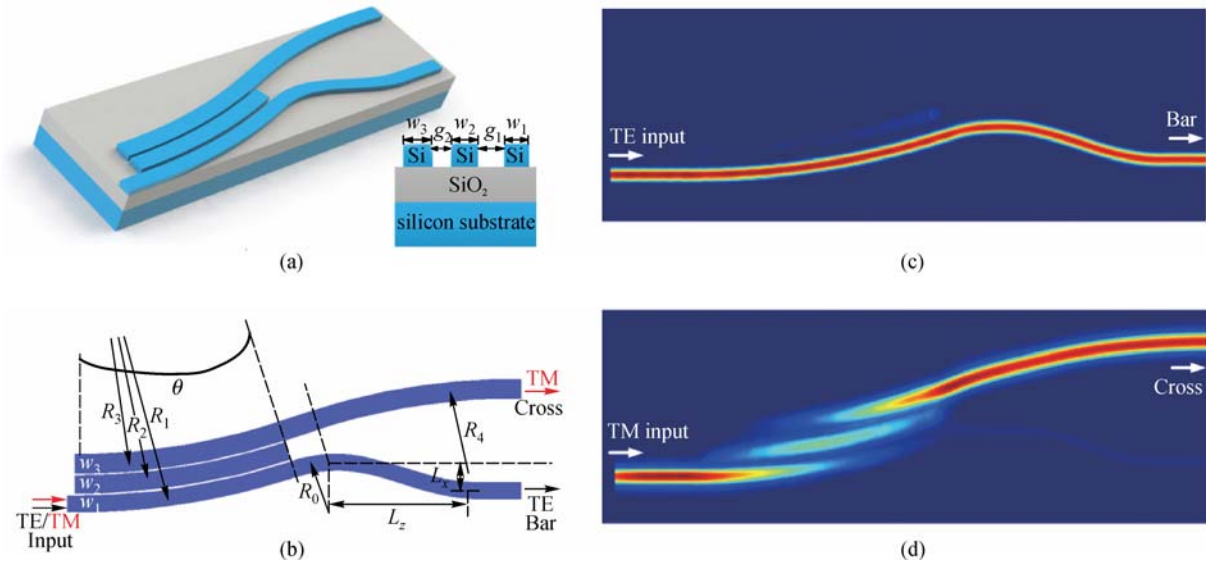 w₃ w₂ w₁
g₂ g₁
Si Si Si
SiO₂
silicon substrate
(a)
θ
R₃ R₂ R₁
w₃
w₂
w₁
TE/TM
Input
R₀
R₄
Lₓ
L_z
TM
Cross
TE
Bar
(b)
TE input
Bar
(c)
TM input
Cross
(d)